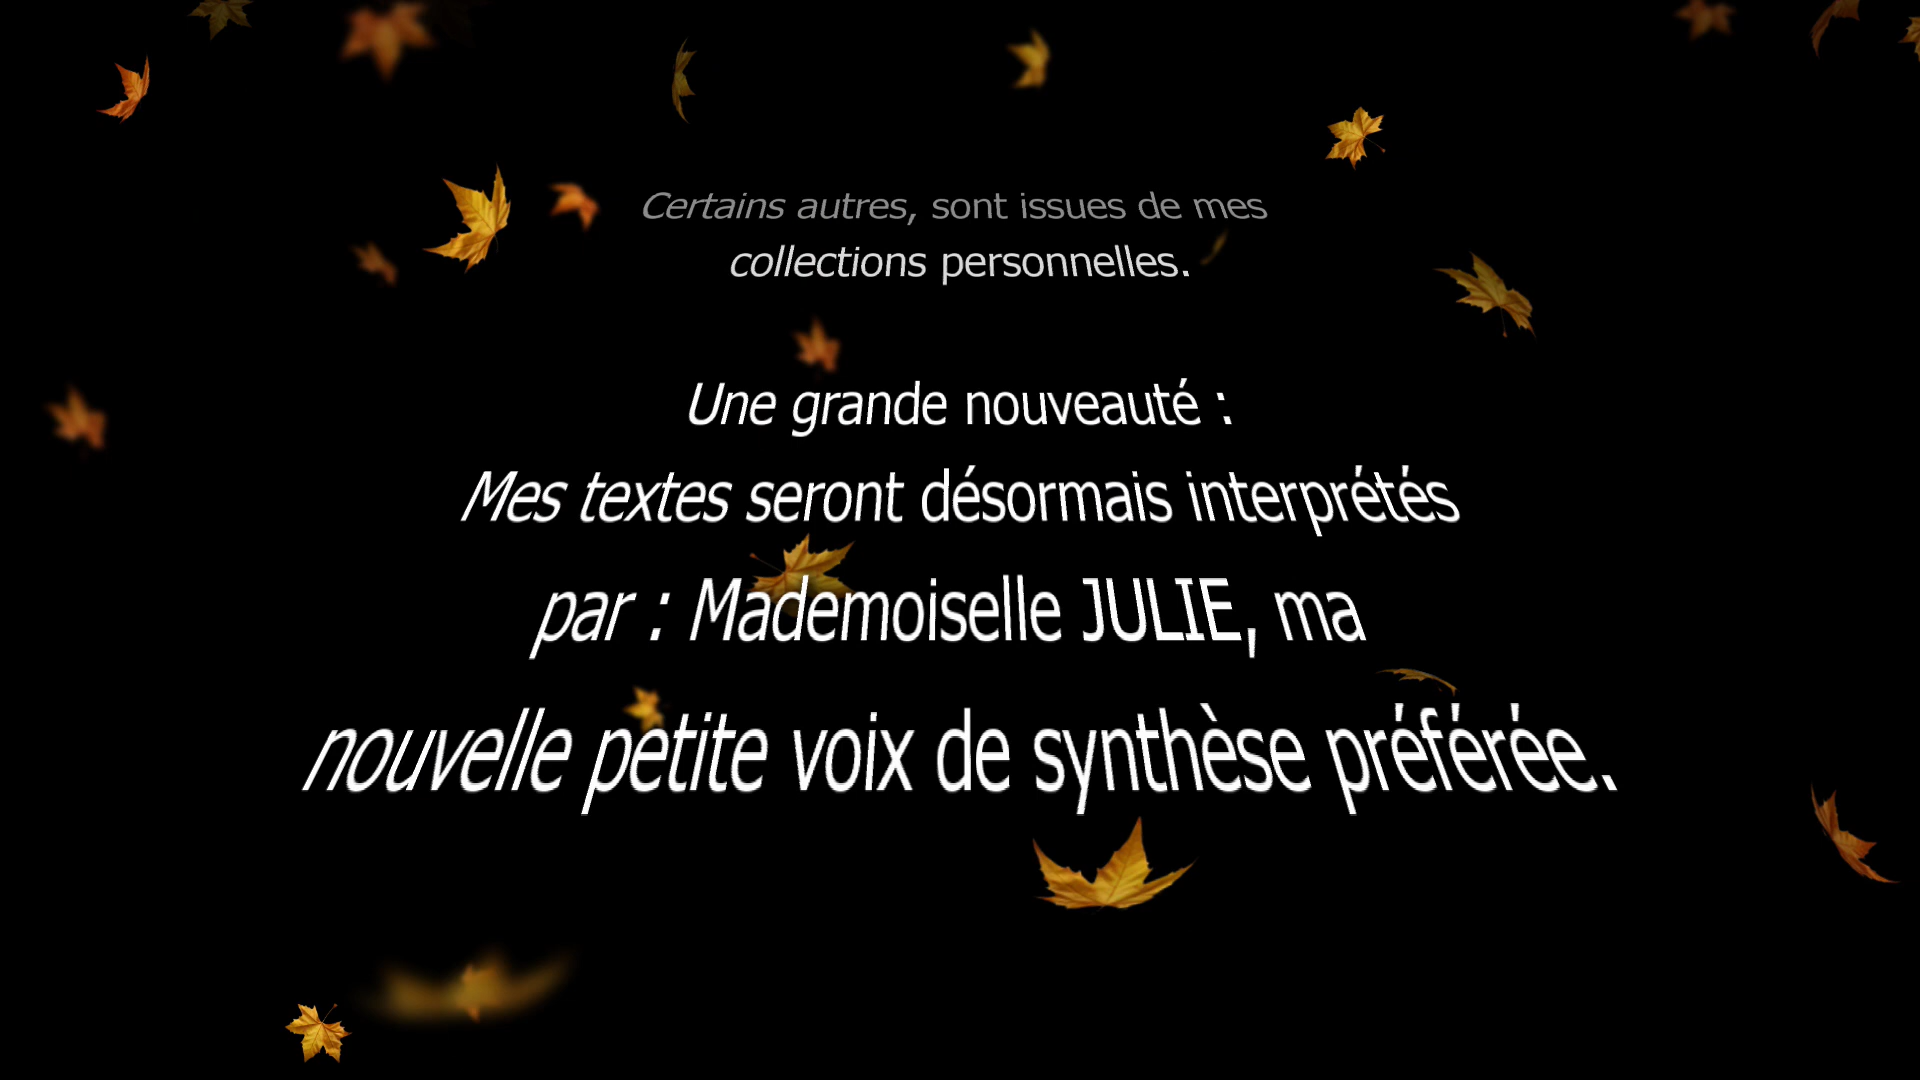 Certains autres, sont issues de mes
collections personnelles.
Une grande nouveauté :
Mes textes seront désormais interprétés
par : Mademoiselle JULIE, ma
nouvelle petite voix de synthèse préférée.